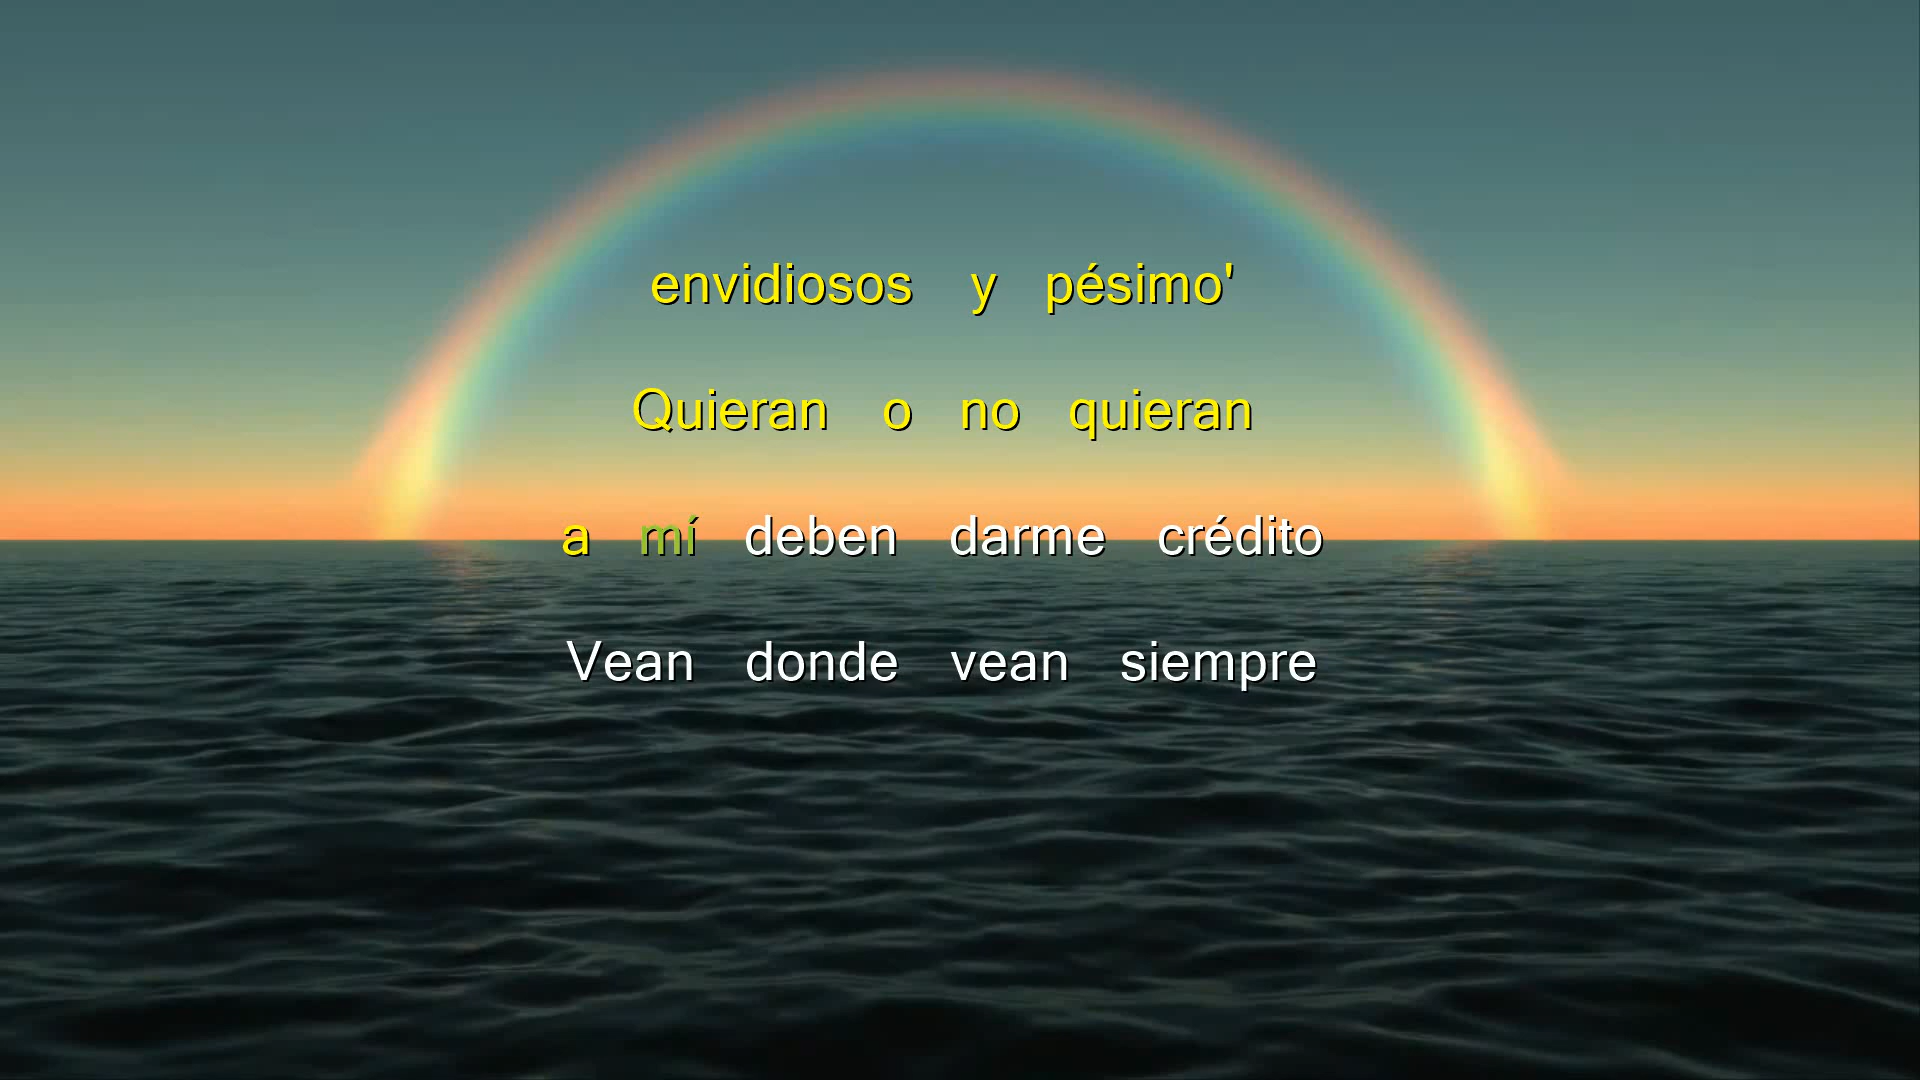 envidiosos y pésimo'
Quieran o no quieran
a mí deben darme crédito
Vean donde vean siempre